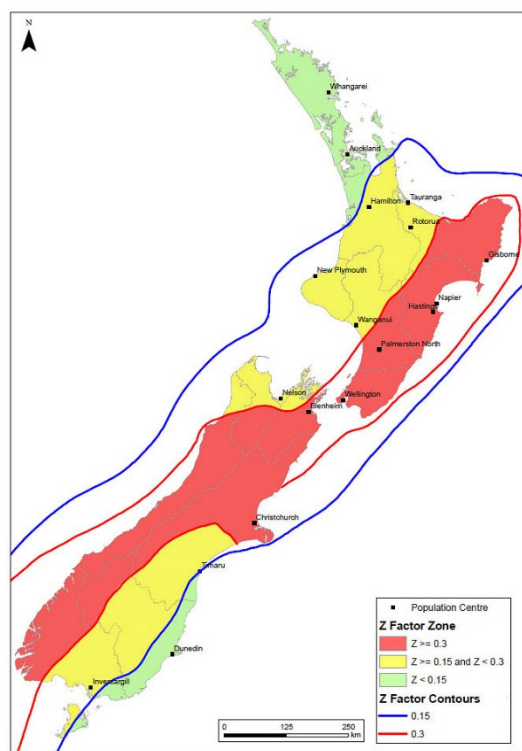 N
Whangarei
Auckland
Hamilton
Tauranga
Rotorua
Gisborne
New Plymouth
Napier
Hastings
Wanganui
Palmerston North
Nelson
Wellington
Blenheim
Christchurch
Timaru
Dunedin
Invercargill
Population Centre
Z Factor Zone
Z >= 0.3
Z >= 0.15 and Z < 0.3
Z < 0.15
Z Factor Contours
0.15
0.3
0 125 250
km